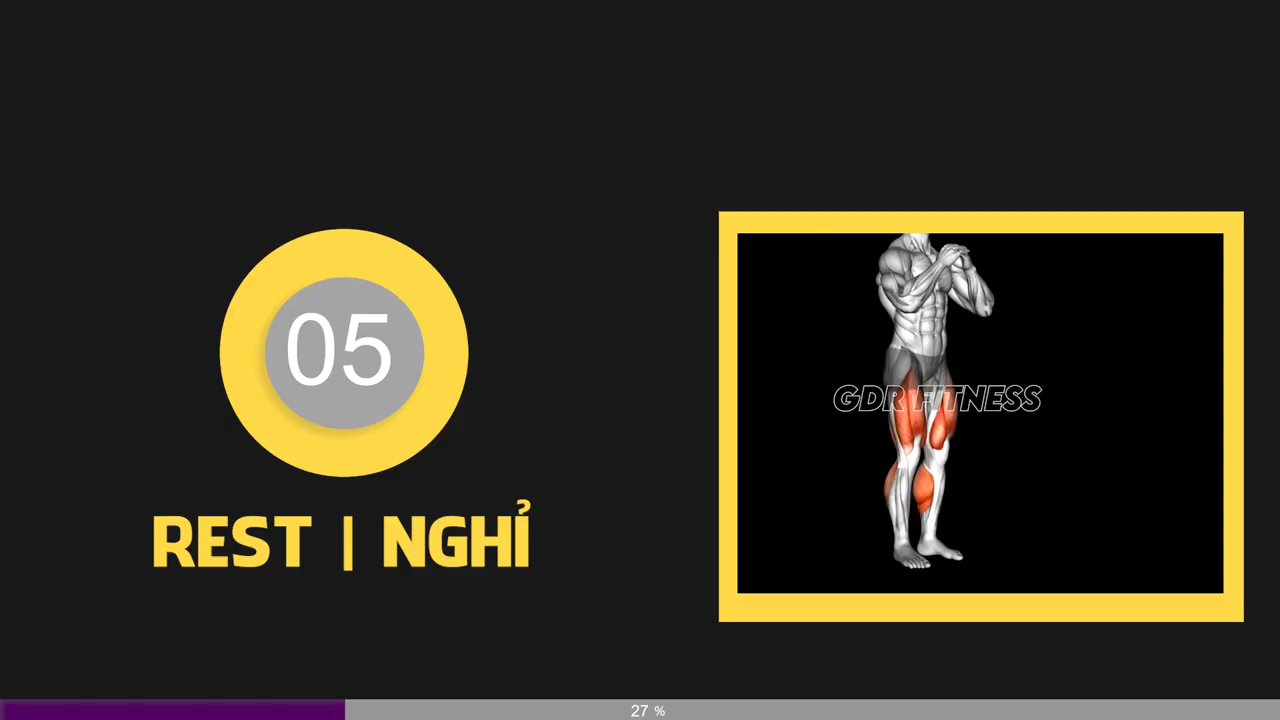 05
REST | NGHỈ
GDR FITNESS
27 %